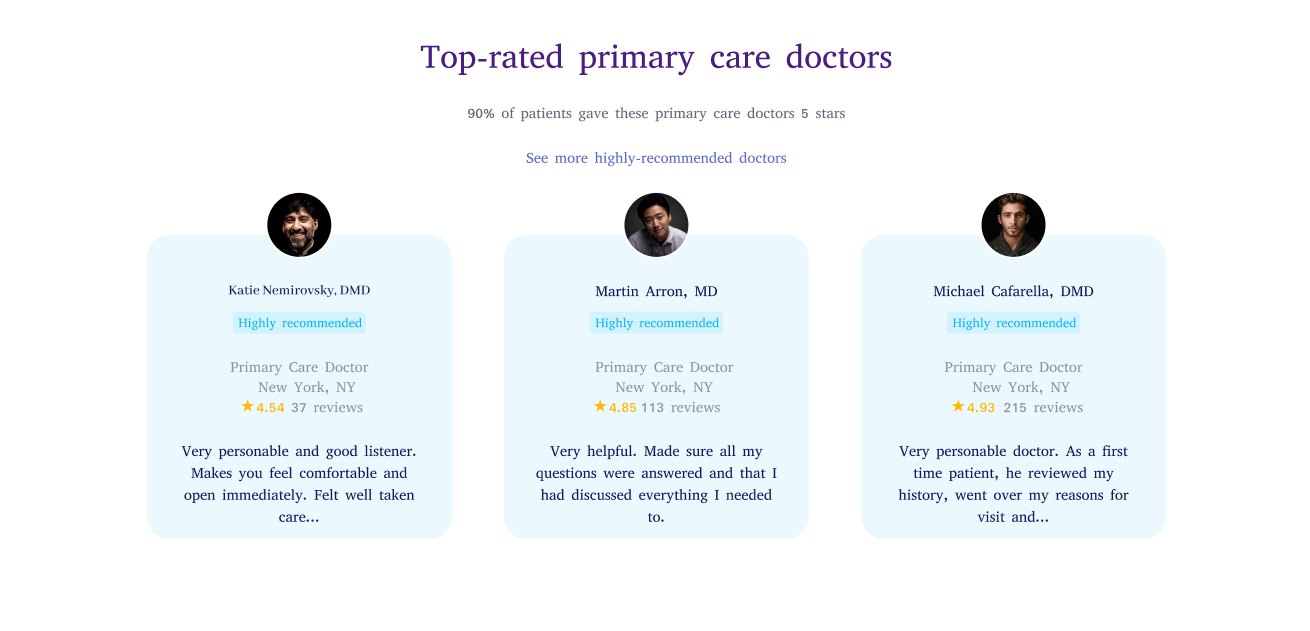 Top-rated primary care doctors
90% of patients gave these primary care doctors 5 stars
See more highly-recommended doctors
Katie Nemirovsky, DMD
Highly recommended
Primary Care Doctor
New York, NY
★4.54 37 reviews
Very personable and good listener.
Makes you feel comfortable and
open immediately. Felt well taken
care...
Martin Arron, MD
Highly recommended
Primary Care Doctor
New York, NY
★4.85 113 reviews
Very helpful. Made sure all my
questions were answered and that I
had discussed everything I needed
to.
Michael Cafarella, DMD
Highly recommended
Primary Care Doctor
New York, NY
★4.93 215 reviews
Very personable doctor. As a first
time patient, he reviewed my
history, went over my reasons for
visit and...